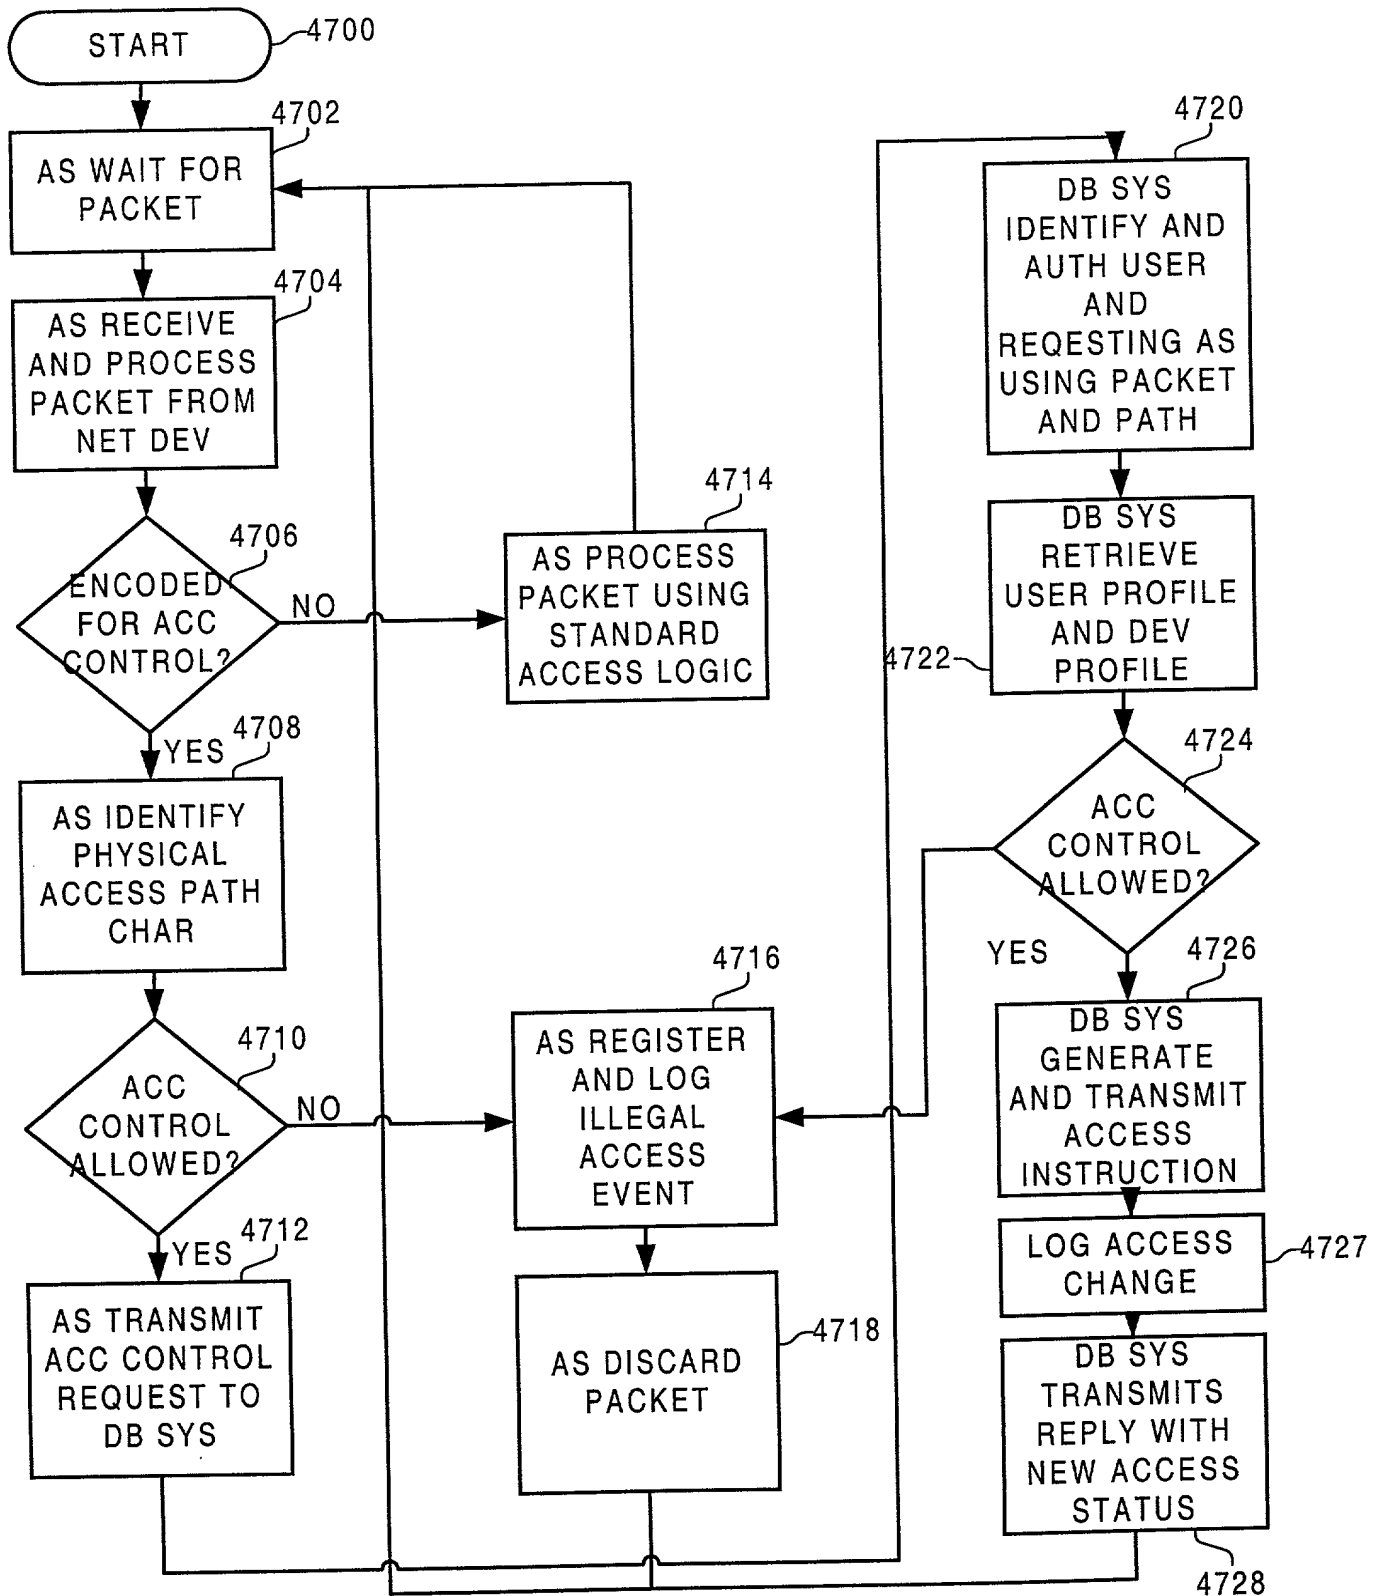 START
4700
4702
AS WAIT FOR
PACKET
4704
AS RECEIVE
AND PROCESS
PACKET FROM
NET DEV
4706
ENCODED
FOR ACC
CONTROL?
NO
YES
4714
AS PROCESS
PACKET USING
STANDARD
ACCESS LOGIC
4708
AS IDENTIFY
PHYSICAL
ACCESS PATH
CHAR
4710
ACC
CONTROL
ALLOWED?
NO
YES
4716
AS REGISTER
AND LOG
ILLEGAL
ACCESS
EVENT
4712
AS TRANSMIT
ACC CONTROL
REQUEST TO
DB SYS
4718
AS DISCARD
PACKET
4720
DB SYS
IDENTIFY AND
AUTH USER
AND
REQESTING AS
USING PACKET
AND PATH
4722
DB SYS
RETRIEVE
USER PROFILE
AND DEV
PROFILE
4724
ACC
CONTROL
ALLOWED?
YES
4726
DB SYS
GENERATE
AND TRANSMIT
ACCESS
INSTRUCTION
LOG ACCESS
CHANGE
4727
DB SYS
TRANSMITS
REPLY WITH
NEW ACCESS
STATUS
4728